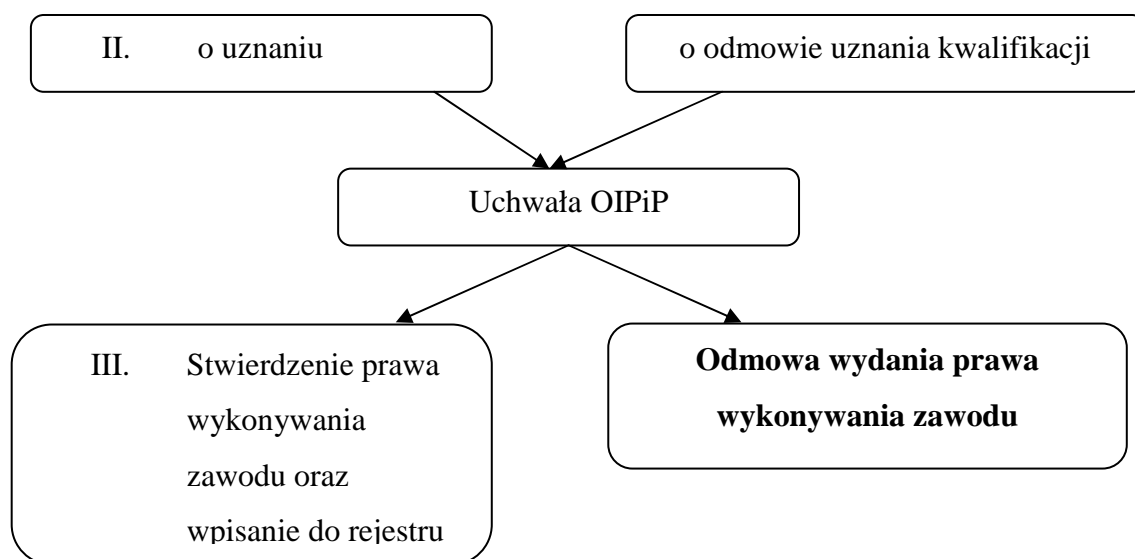 II. o uznaniu
o odmowie uznania kwalifikacji
Uchwała OIPiP
III. Stwierdzenie prawa
wykonywania
zawodu oraz
wpisanie do rejestru
Odmowa wydania prawa
wykonywania zawodu